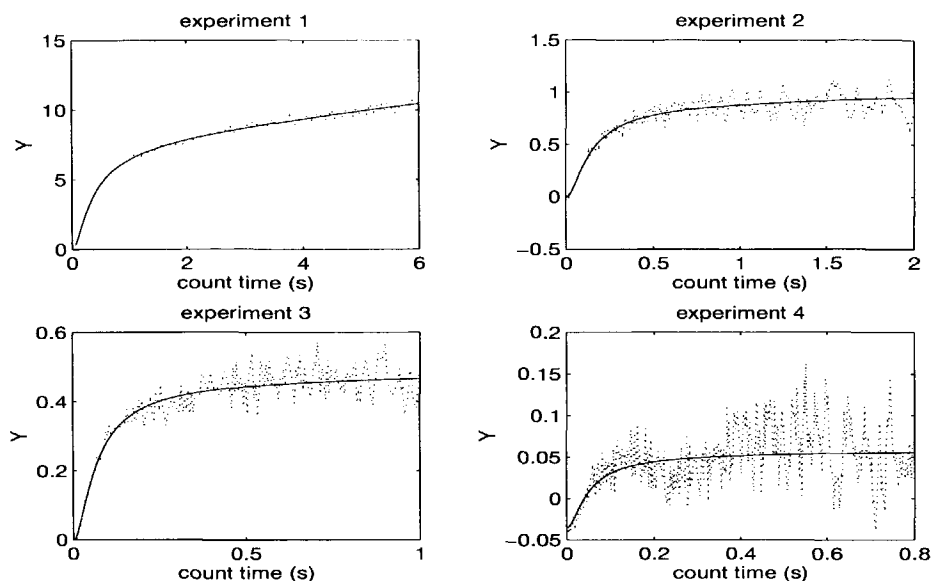 experiment 1
15
10
5
0
Y
0 2 4 6
count time (s)
experiment 2
1.5
1
0.5
0
−0.5
Y
0 0.5 1 1.5 2
count time (s)
experiment 3
0.6
0.4
0.2
0
Y
0 0.5 1
count time (s)
experiment 4
0.2
0.15
0.1
0.05
0
−0.05
Y
0 0.2 0.4 0.6 0.8
count time (s)